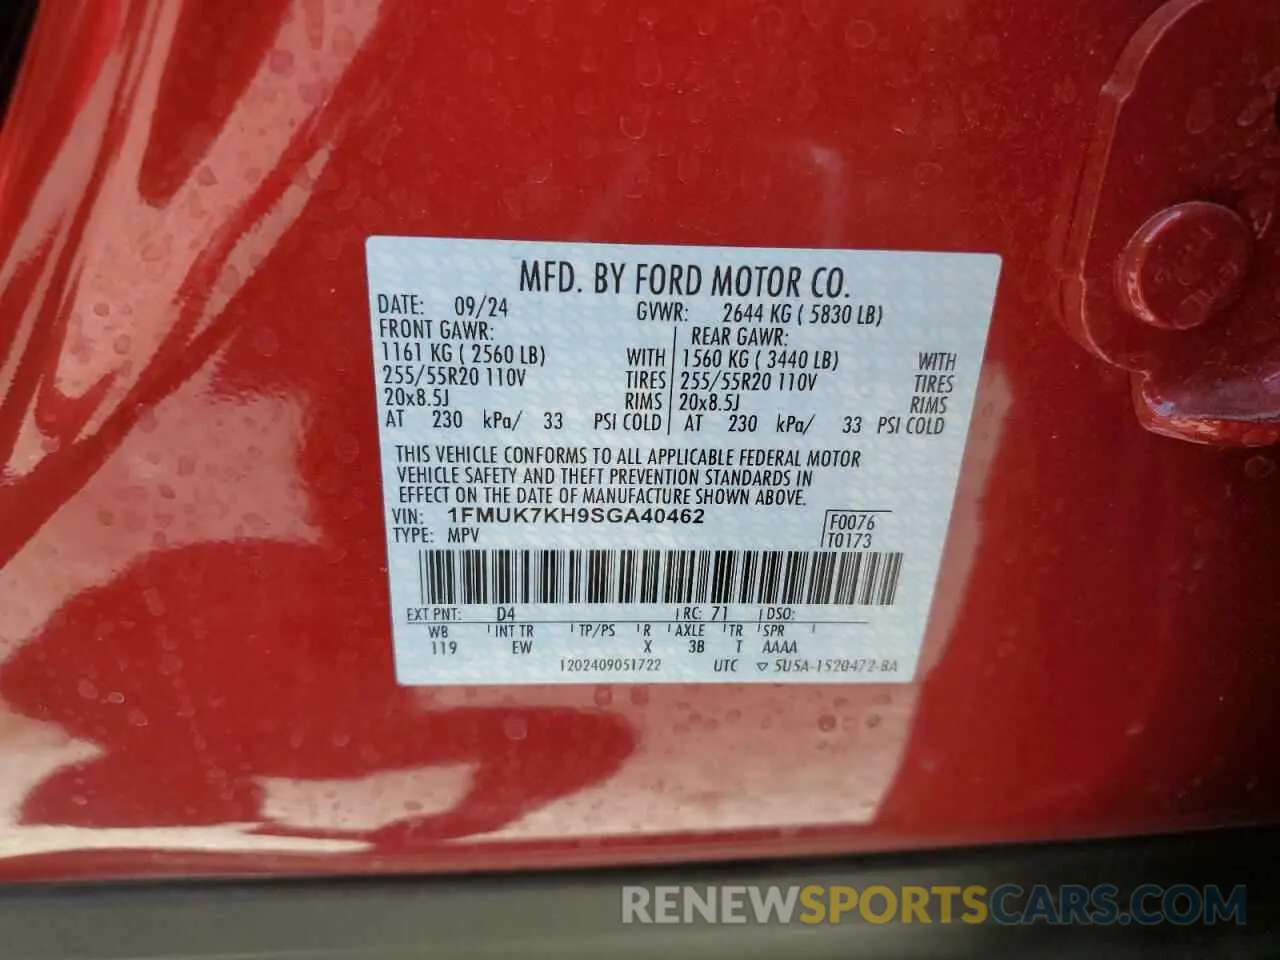 MFD. BY FORD MOTOR CO.
DATE: 09/24 GVWR: 2644 KG ( 5830 LB)
FRONT GAWR: REAR GAWR:
1161 KG ( 2560 LB) WITH 1560 KG ( 3440 LB) WITH
255/55R20 110V TIRES 255/55R20 110V TIRES
20x8.5J RIMS 20x8.5J RIMS
AT 230 kPa/ 33 PSI COLD AT 230 kPa/ 33 PSI COLD
THIS VEHICLE CONFORMS TO ALL APPLICABLE FEDERAL MOTOR
VEHICLE SAFETY AND THEFT PREVENTION STANDARDS IN
EFFECT ON THE DATE OF MANUFACTURE SHOWN ABOVE.
VIN: 1FMUK7KH9SGA40462 F0076
TYPE: MPV T0173
EXT PNT: D4 RC: 71 DSO:
WB INT TR TP/PS R AXLE TR SPR
119 EW X 3B T AAAA
1202409051722 UTC ▽ SU5A-1520472-BA
RENEWSPORTSCARS.COM